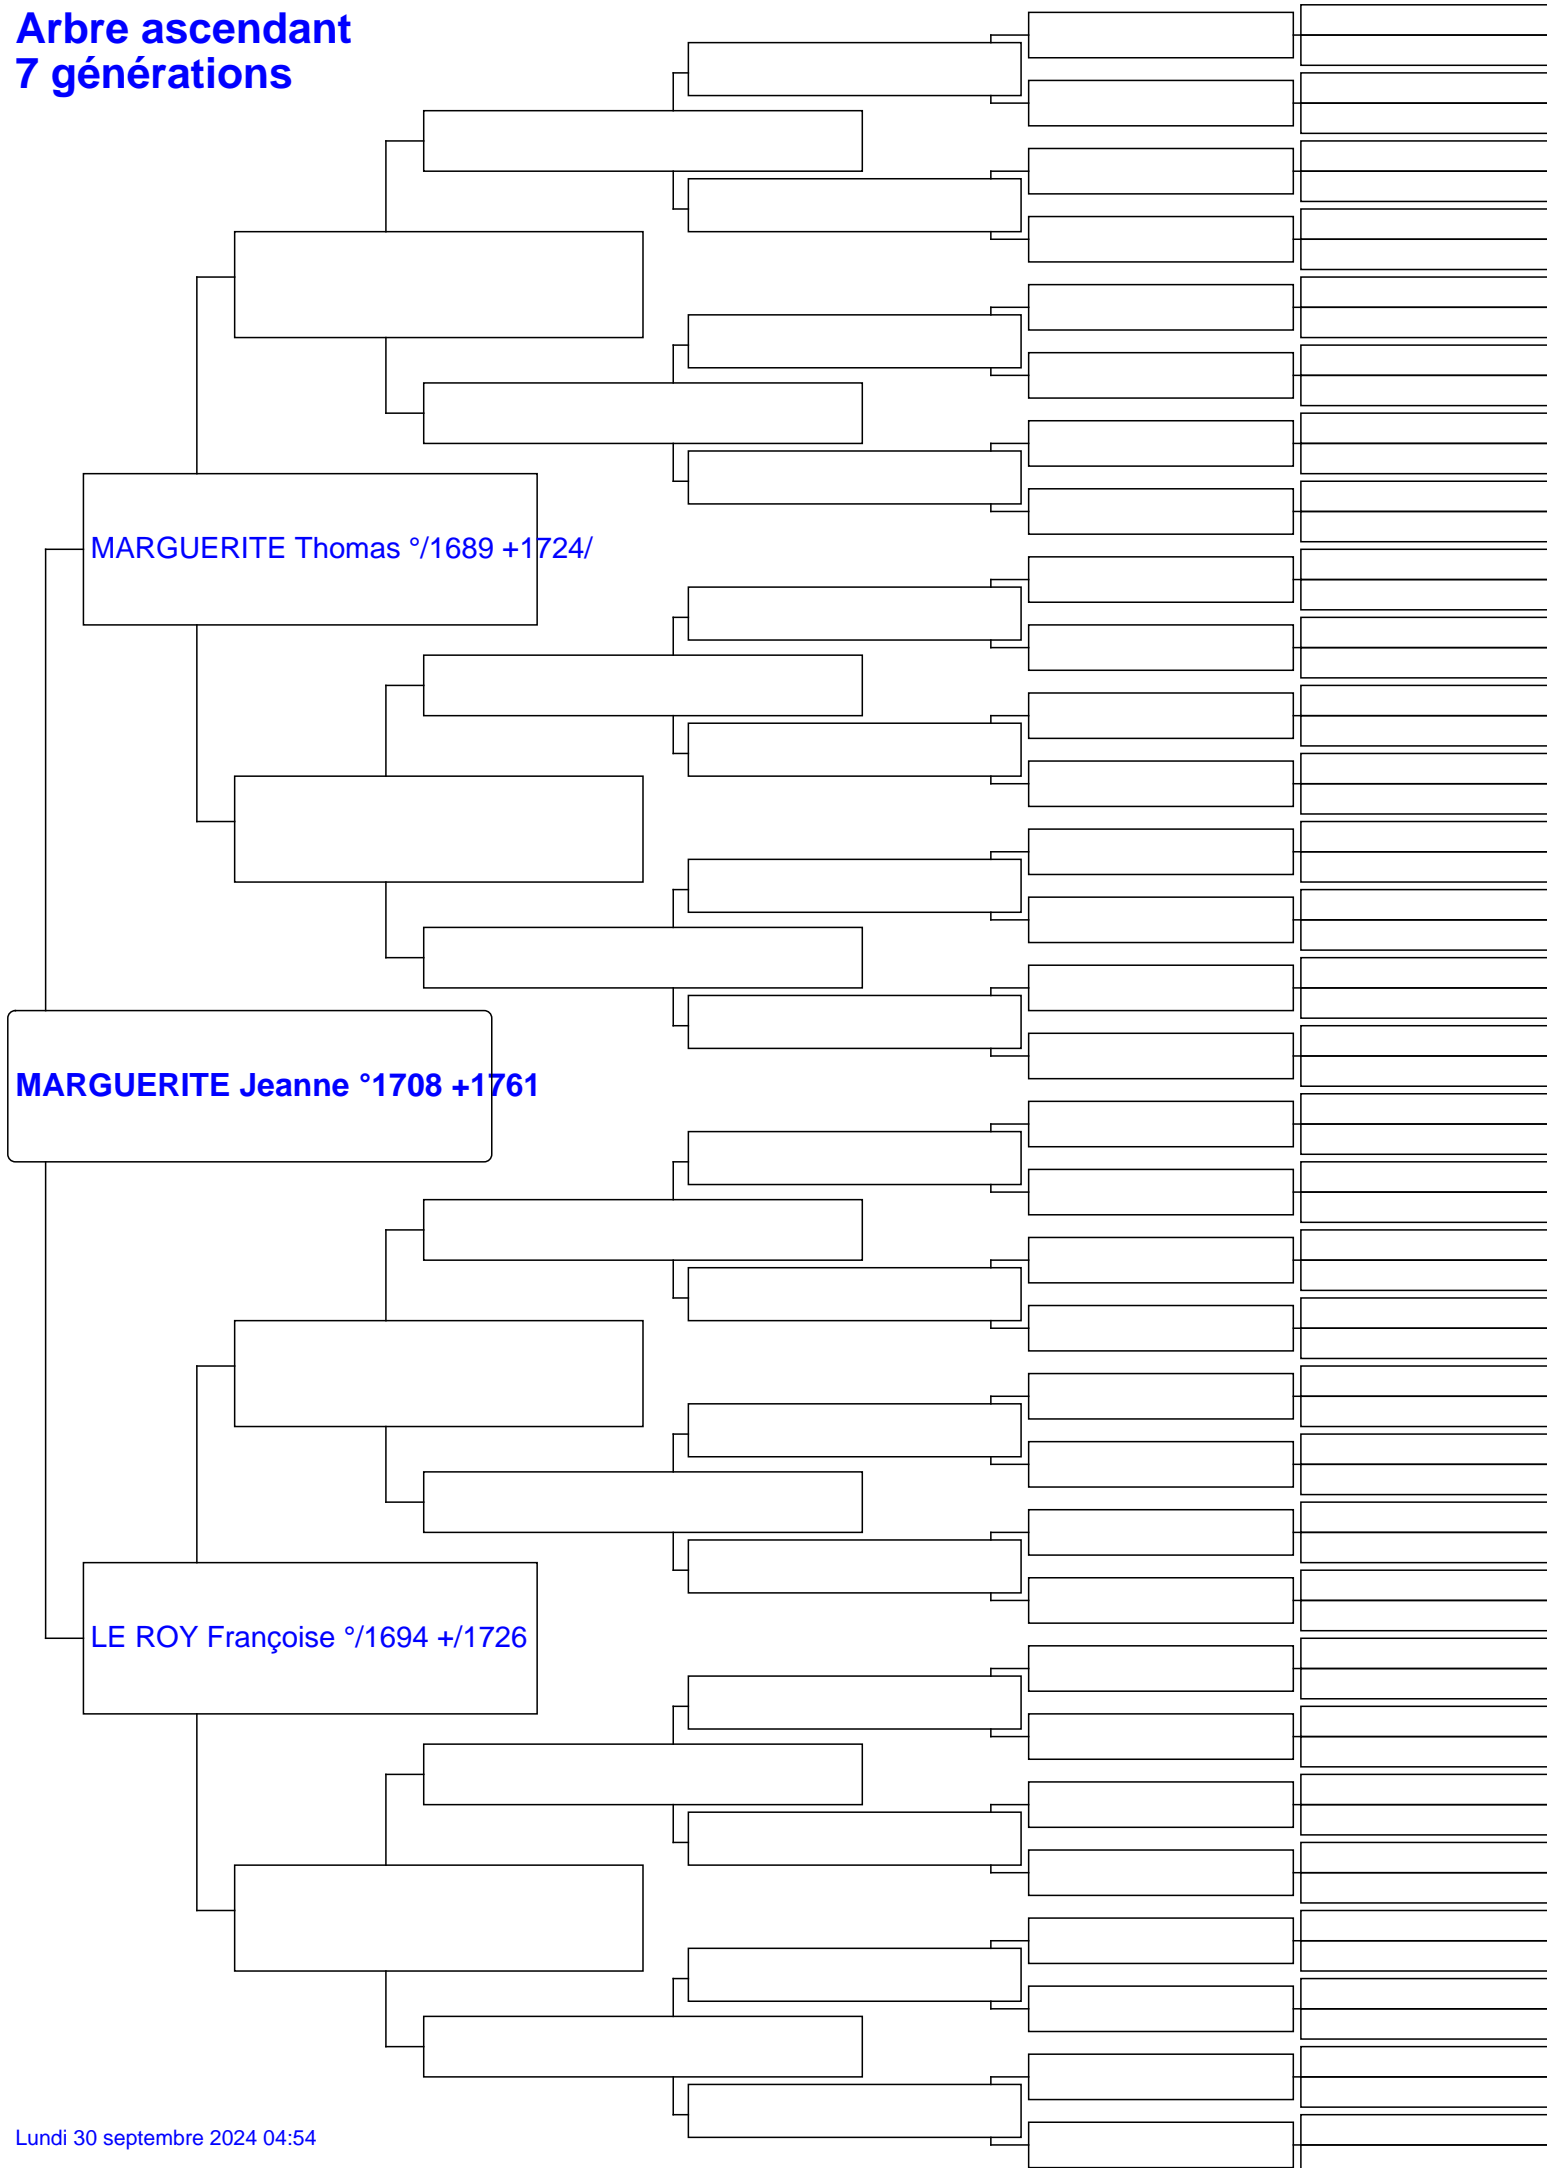 Arbre ascendant
7 générations
MARGUERITE Thomas °/1689 +1724/
MARGUERITE Jeanne °1708 +1761
LE ROY Françoise °/1694 +/1726
Lundi 30 septembre 2024 04:54